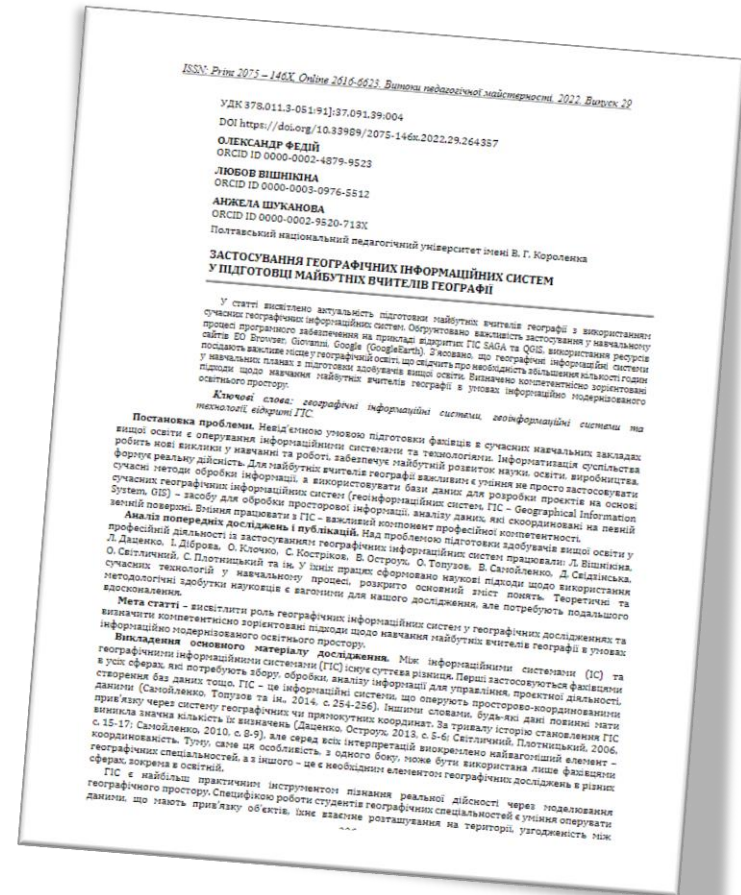 ISSN: Print 2075 – 146X, Online 2616-6623. Витоки педагогічної майстерності. 2022. Випуск 29
УДК 378.011.3-051:91]:37.091.39:004
DOI https://doi.org/10.33989/2075-146x.2022.29.264357
ОЛЕКСАНДР ФЕДІЙ
ORCID ID 0000-0002-4879-9523
ЛЮБОВ ВІШНІКІНА
ORCID ID 0000-0003-0976-5512
АНЖЕЛА ШУКАНОВА
ORCID ID 0000-0002-9520-713X
Полтавський національний педагогічний університет імені В. Г. Короленка
ЗАСТОСУВАННЯ ГЕОГРАФІЧНИХ ІНФОРМАЦІЙНИХ СИСТЕМ
У ПІДГОТОВЦІ МАЙБУТНІХ ВЧИТЕЛІВ ГЕОГРАФІЇ
У статті висвітлено актуальність підготовки майбутніх вчителів географії з використанням
сучасних географічних інформаційних систем. Обґрунтовано важливість застосування у навчальному
процесі програмного забезпечення на прикладі відкритих ГІС SAGA та QGIS, використання ресурсів
сайтів EO Browser, Giovanni, Google (GoogleEarth). З'ясовано, що географічні інформаційні системи
посідають важливе місце у географічній освіті, що свідчить про необхідність збільшення кількості годин
у навчальних планах з підготовки здобувачів вищої освіти. Визначено компетентнісно зорієнтовані
підходи щодо навчання майбутніх вчителів географії в умовах інформаційно модернізованого
освітнього простору.
Ключові слова: географічні інформаційні системи, геоінформаційні системи та
технології, відкриті ГІС.
Постановка проблеми. Невід'ємною умовою підготовки фахівців в сучасних навчальних закладах
вищої освіти є оперування інформаційними системами та технологіями. Інформатизація суспільства
робить нові виклики у навчанні та роботі, забезпечує майбутній розвиток науки, освіти, виробництва,
формує реальну дійсність. Для майбутніх вчителів географії важливим є уміння не просто застосовувати
сучасні методи обробки інформації, а використовувати бази даних для розробки проєктів на основі
сучасних географічних інформаційних систем (геоінформаційних систем, ГІС – Geographical Information
System, GIS) – засобу для обробки просторової інформації, аналізу даних, які скоординовані на певній
земній поверхні. Вміння працювати з ГІС – важливий компонент професійної компетентності.
Аналіз попередніх досліджень і публікацій. Над проблемою підготовки здобувачів вищої освіти у
професійній діяльності із застосуванням географічних інформаційних систем працювали: Л. Вішнікіна,
Л. Даценко, І. Діброва, О. Клочко, С. Костріков, В. Остроух, О. Топузов, В. Самойленко, Д. Свідзінська,
О. Світличний, С. Плотницький та ін. У їхніх працях сформовано наукові підходи щодо використання
сучасних технологій у навчальному процесі, розкрито основний зміст понять. Теоретичні та
методологічні здобутки науковців є вагомими для нашого дослідження, але потребують подальшого
вдосконалення.
Мета статті – висвітлити роль географічних інформаційних систем у географічних дослідженнях та
визначити компетентнісно зорієнтовані підходи щодо навчання майбутніх вчителів географії в умовах
інформаційно модернізованого освітнього простору.
Викладення основного матеріалу дослідження. Між інформаційними системами (ІС) та
географічними інформаційними системами (ГІС) існує суттєва різниця. Перші застосовуються фахівцями
в усіх сферах, які потребують збору, обробки, аналізу інформації для управління, проєктної діяльності,
створення баз даних тощо. ГІС – це інформаційні системи, що оперують просторово-координованими
даними (Самойленко, Топузов та ін., 2014, с. 254-256). Іншими словами, будь-які дані повинні мати
прив'язку через систему географічних чи прямокутних координат. За тривалу історію становлення ГІС
виникла значна кількість їх визначень (Даценко, Остроух, 2013, с. 5-6; Світличний, Плотницький, 2006,
с. 15-17; Самойленко, 2010, с. 8-9), але серед всіх інтерпретацій виокремлено найвагоміший елемент –
координованість. Тому, саме ця особливість, з одного боку, може бути використана лише фахівцями
географічних спеціальностей, а з іншого – це є необхідним елементом географічних досліджень в різних
сферах, зокрема в освітній.
ГІС є найбільш практичним інструментом пізнання реальної дійсності через моделювання
географічного простору. Специфікою роботи студентів географічних спеціальностей є уміння оперувати
даними, що мають прив'язку об'єктів, їхнє взаємне розташування на території, узгодженість між